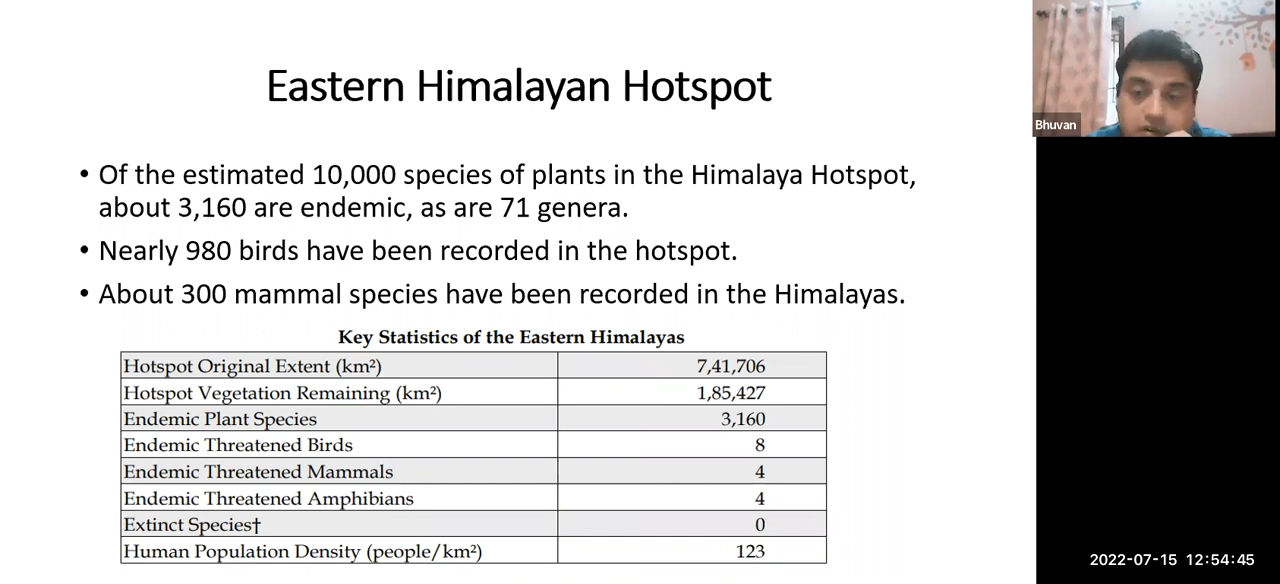 Eastern Himalayan Hotspot
• Of the estimated 10,000 species of plants in the Himalaya Hotspot,
about 3,160 are endemic, as are 71 genera.
• Nearly 980 birds have been recorded in the hotspot.
• About 300 mammal species have been recorded in the Himalayas.
Key Statistics of the Eastern Himalayas
Hotspot Original Extent (km²) 7,41,706
Hotspot Vegetation Remaining (km²) 1,85,427
Endemic Plant Species 3,160
Endemic Threatened Birds 8
Endemic Threatened Mammals 4
Endemic Threatened Amphibians 4
Extinct Species† 0
Human Population Density (people/km²) 123
Bhuvan
2022-07-15 12:54:45